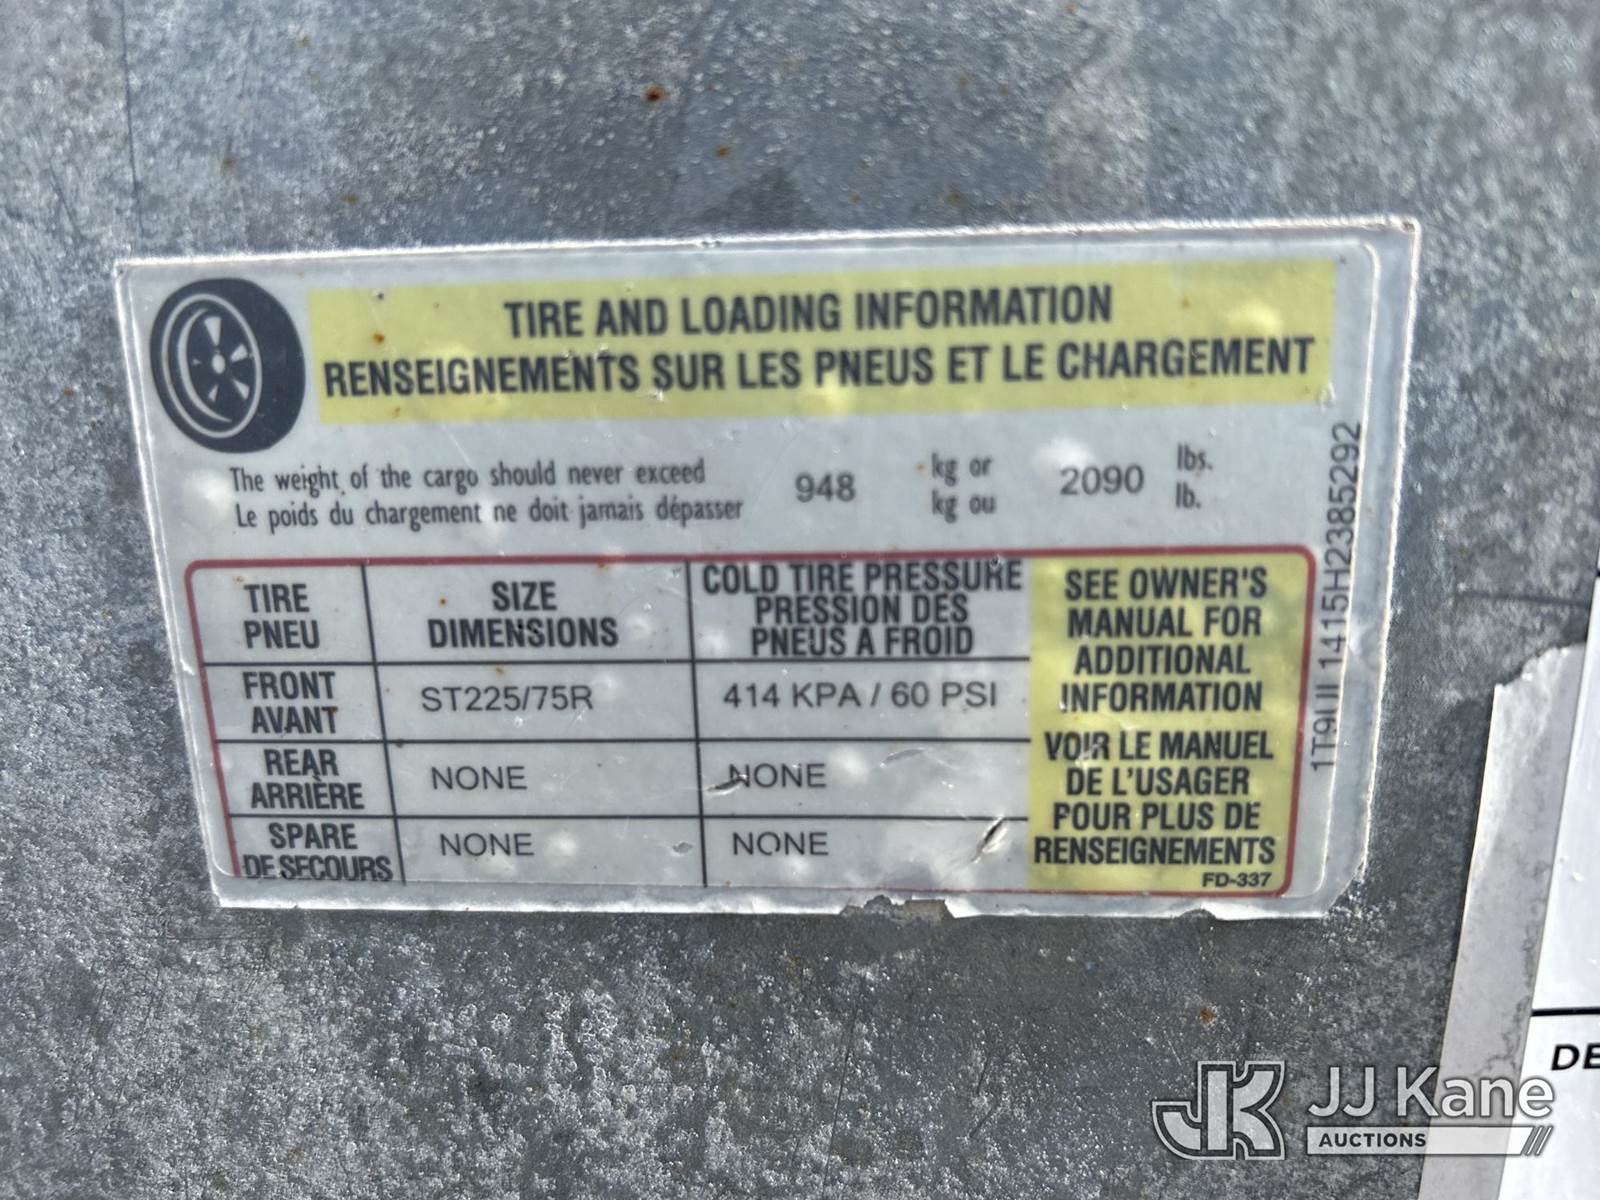 TIRE AND LOADING INFORMATION
RENSEIGNEMENTS SUR LES PNEUS ET LE CHARGEMENT
The weight of the cargo should never exceed 948 kg or 2090 lbs.
Le poids du chargement ne doit jamais dépasser kg ou lb.
TIRE
PNEU
SIZE
DIMENSIONS
COLD TIRE PRESSURE
PRESSION DES
PNEUS A FROID
FRONT
AVANT
ST225/75R
414 KPA / 60 PSI
REAR
ARRIÈRE
NONE
NONE
SPARE
DE SECOURS
NONE
NONE
SEE OWNER'S
MANUAL FOR
ADDITIONAL
INFORMATION
VOIR LE MANUEL
DE L'USAGER
POUR PLUS DE
RENSEIGNEMENTS
FD-337
DE
JK JJ Kane
AUCTIONS